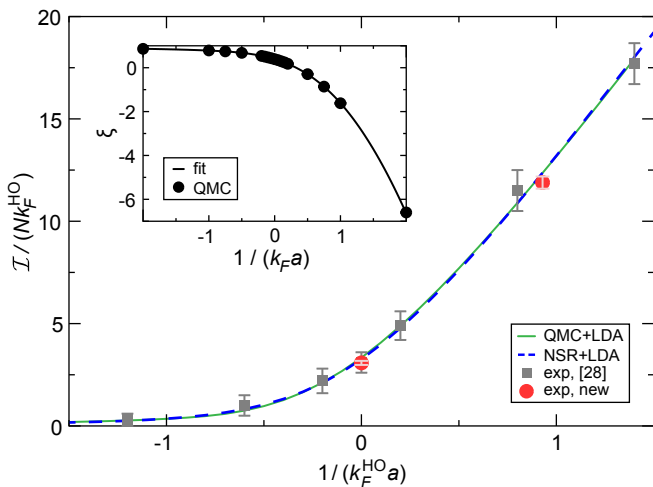 20
15
10
5
0
-1
0
1
𝓘 / (Nk_F^HO)
1 / (k_F^HO a)
0
-2
-4
-6
ξ
-1
0
1
1 / (k_F a)
fit
QMC
QMC+LDA
NSR+LDA
exp, [28]
exp, new